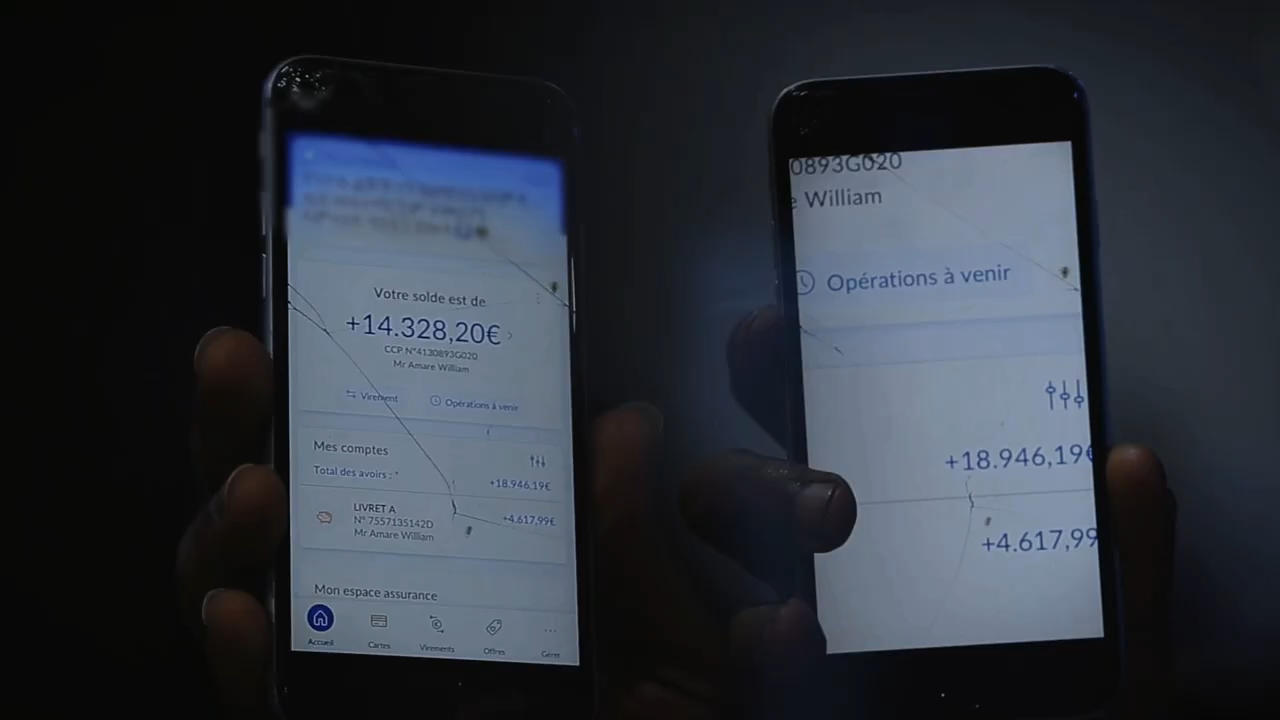 Votre solde est de
+14.328,20€
CCP N°4130893G020
Mr Amare William
Virement
Opérations à venir
Mes comptes
Total des avoirs : *
+18.946,19€
LIVRET A
N° 7557135142D
Mr Amare William
+4.617,99€
Mon espace assurance
Accueil
Cartes
Virements
Offres
Gérer
0893G020
e William
Opérations à venir
+18.946,19€
+4.617,99